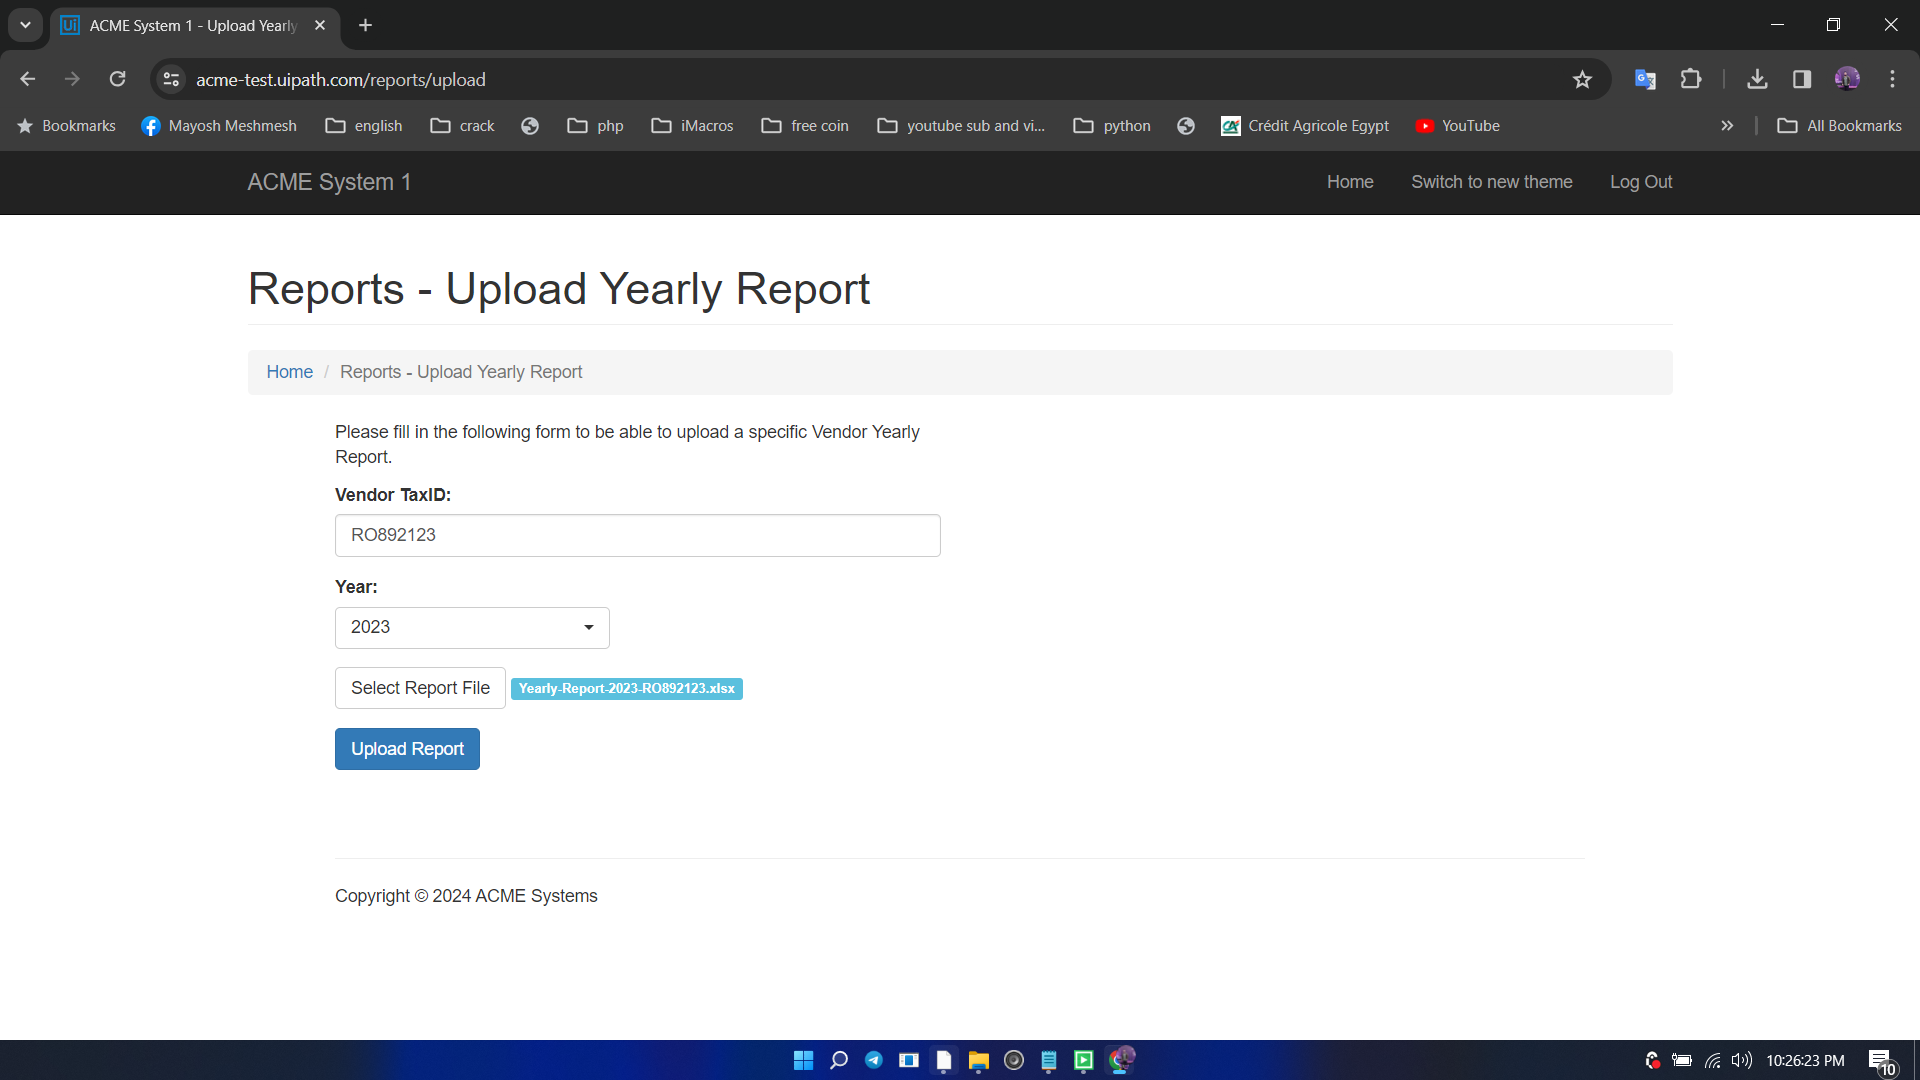 ACME System 1 - Upload Yearly
acme-test.uipath.com/reports/upload
Bookmarks
Mayosh Meshmesh
english
crack
php
iMacros
free coin
youtube sub and vi...
python
Crédit Agricole Egypt
YouTube
All Bookmarks
ACME System 1
Home
Switch to new theme
Log Out
Reports - Upload Yearly Report
Home / Reports - Upload Yearly Report
Please fill in the following form to be able to upload a specific Vendor Yearly
Report.
Vendor TaxID:
RO892123
Year:
2023
Select Report File
Yearly-Report-2023-RO892123.xlsx
Upload Report
Copyright © 2024 ACME Systems
10:26:23 PM
10